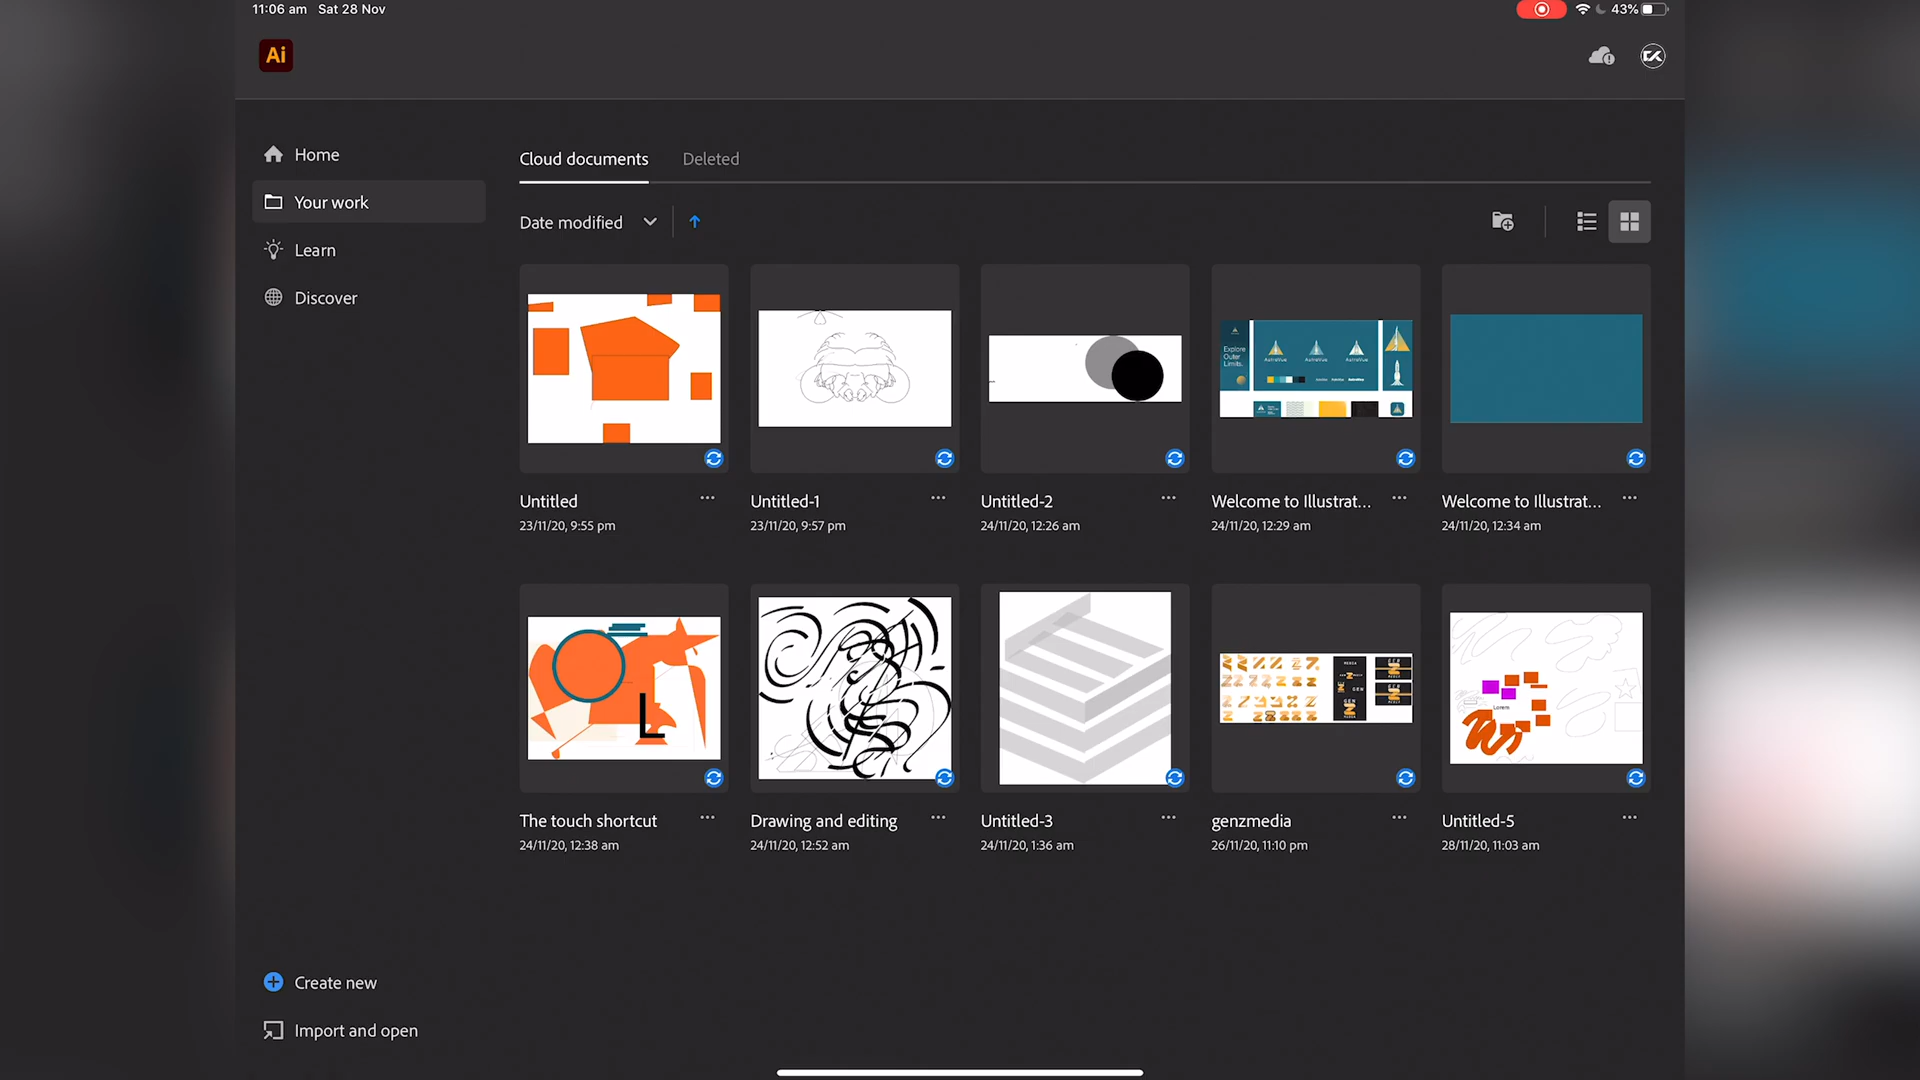 11:06 am Sat 28 Nov
43%
Ai
Home
Your work
Learn
Discover
Cloud documents
Deleted
Date modified
Explore
Outer
Limits.
Untitled
Untitled-1
Untitled-2
Welcome to Illustrat...
Welcome to Illustrat...
23/11/20, 9:55 pm
23/11/20, 9:57 pm
24/11/20, 12:26 am
24/11/20, 12:29 am
24/11/20, 12:34 am
L
Lorem
The touch shortcut
Drawing and editing
Untitled-3
genzmedia
Untitled-5
24/11/20, 12:38 am
24/11/20, 12:52 am
24/11/20, 1:36 am
26/11/20, 11:10 pm
28/11/20, 11:03 am
Create new
Import and open